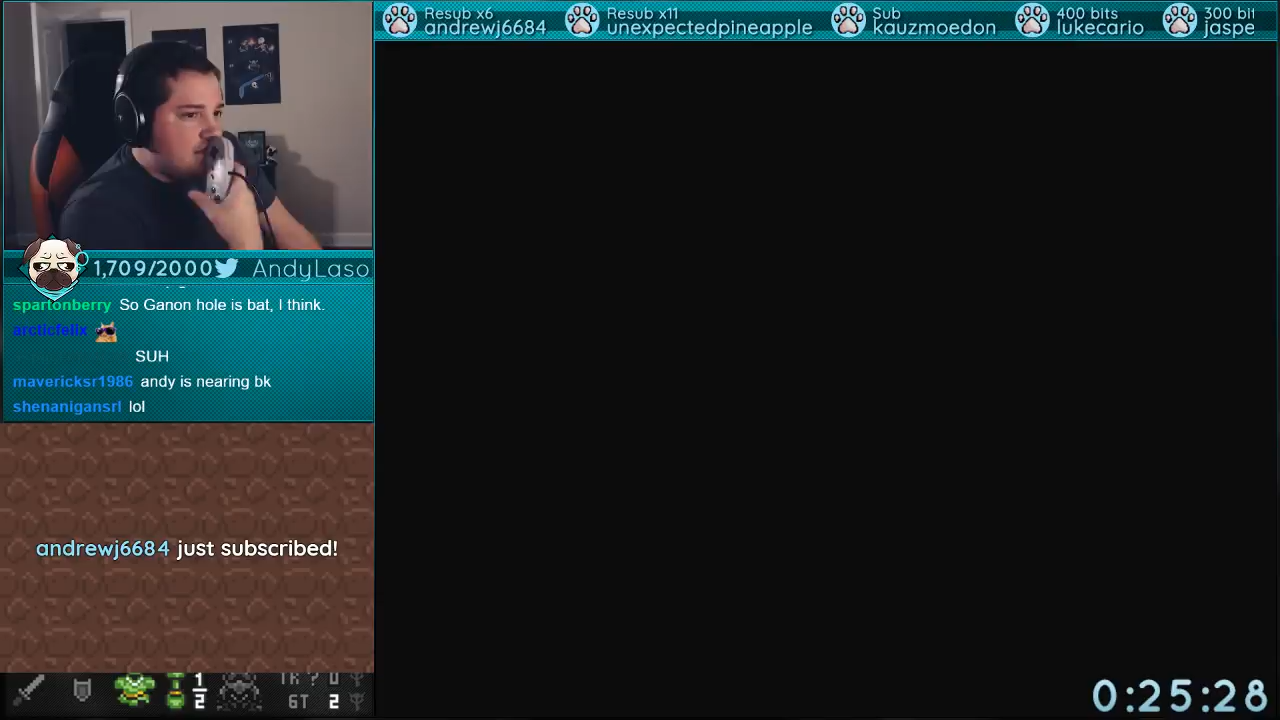 Resub x6
andrewj6684
Resub x11
unexpectedpineapple
Sub
kauzmoedon
400 bits
lukecario
300 bit
jaspe
1,709/2000
AndyLaso
spartonberry So Ganon hole is bat, I think.
arcticfelix
SUH
mavericksr1986 andy is nearing bk
shenanigansrl lol
andrewj6684 just subscribed!
1
2
TR ? 0
GT 2
0:25:28